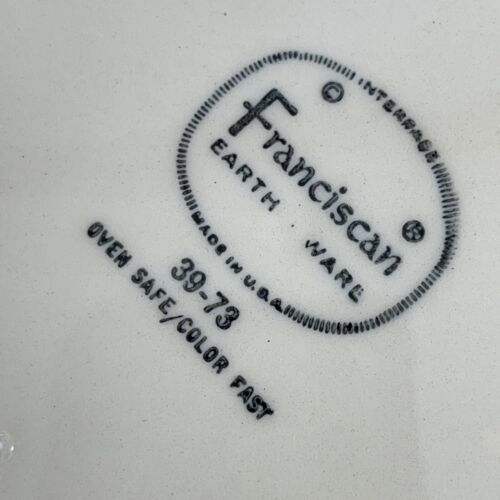 © INTERPACE
Franciscan ®
EARTH WARE
MADE IN U.S.A.
39-73
OVEN SAFE/COLOR FAST